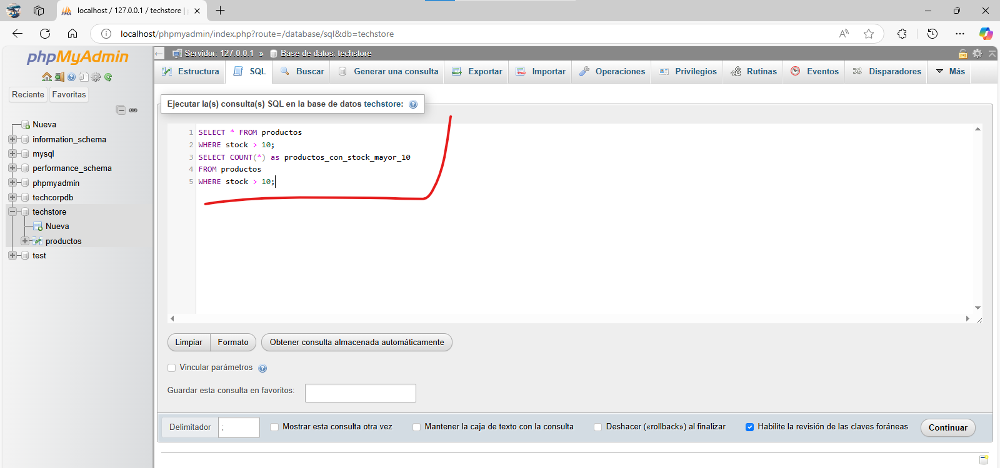 localhost / 127.0.0.1 / techstore |
localhost/phpmyadmin/index.php?route=/database/sql&db=techstore
phpMyAdmin
Reciente
Favoritas
Nueva
information_schema
mysql
performance_schema
phpmyadmin
techcorpdb
techstore
Nueva
productos
test
Servidor: 127.0.0.1 » Base de datos: techstore
Estructura
SQL
Buscar
Generar una consulta
Exportar
Importar
Operaciones
Privilegios
Rutinas
Eventos
Disparadores
Más
Ejecutar la(s) consulta(s) SQL en la base de datos techstore:
1 SELECT * FROM productos
2 WHERE stock > 10;
3 SELECT COUNT(*) as productos_con_stock_mayor_10
4 FROM productos
5 WHERE stock > 10;
Limpiar
Formato
Obtener consulta almacenada automáticamente
Vincular parámetros
Guardar esta consulta en favoritos:
Delimitador
;
Mostrar esta consulta otra vez
Mantener la caja de texto con la consulta
Deshacer («rollback») al finalizar
Habilite la revisión de las claves foráneas
Continuar